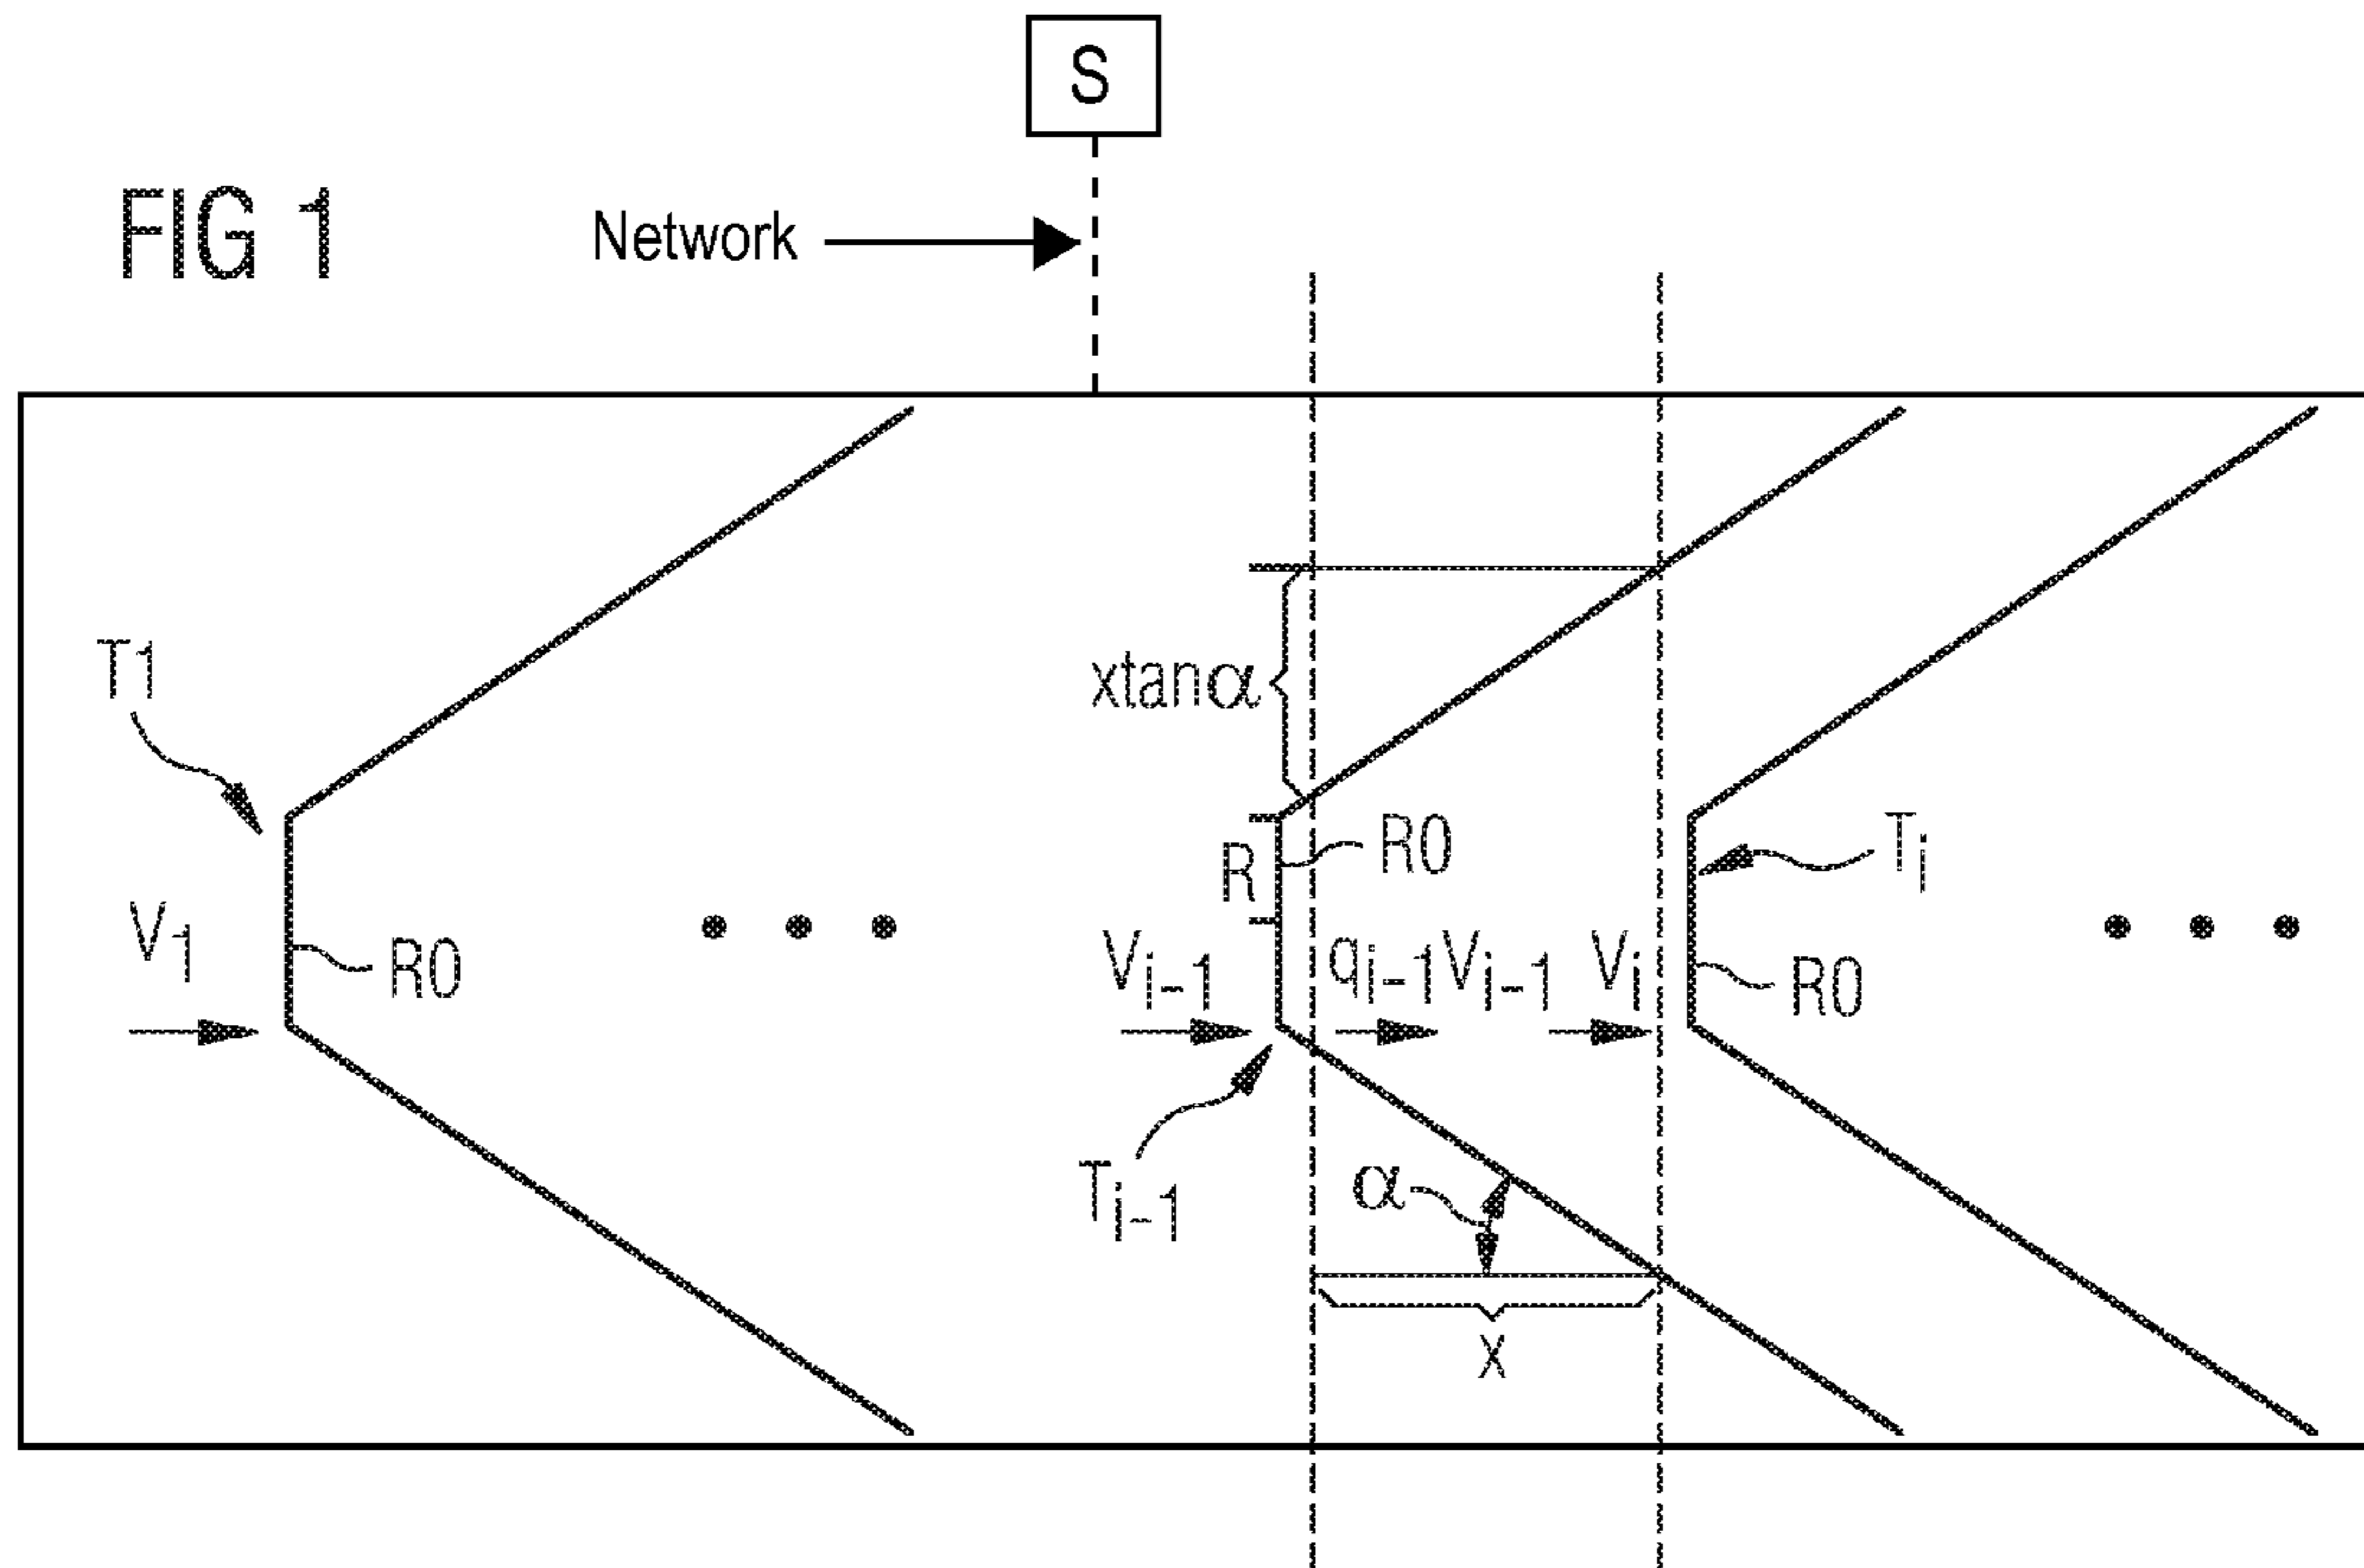 S
FIG 1
Network
T1
xtanα
R
R0
Ti
V1
R0
Vi–1
qi–1Vi–1
Vi
R0
Ti–1
α
x